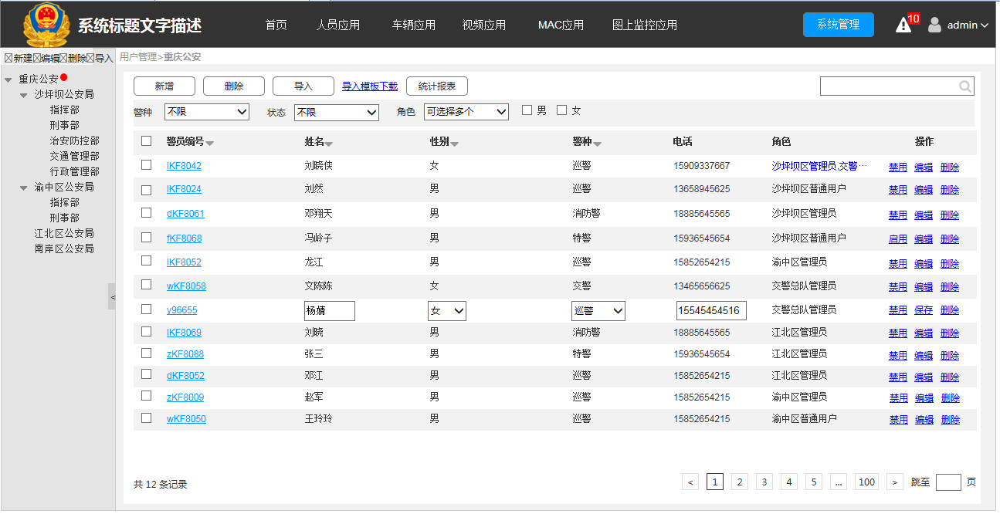 系统标题文字描述 首页 人员应用 车辆应用 视频应用 MAC应用 图上监控应用 系统管理 10 admin
新建 编辑 删除 导入 用户管理>重庆公安
重庆公安
沙坪坝公安局
指挥部
刑事部
治安防控部
交通管理部
行政管理部
渝中区公安局
指挥部
刑事部
江北区公安局
南岸区公安局
<
新增 删除 导入 导入模板下载 统计报表
警种 不限 状态 不限 角色 可选择多个 男 女
警员编号 姓名 性别 警种 电话 角色 操作
IKF8042 刘晓侠 女 巡警 15909337667 沙坪坝区管理员,交警… 禁用 编辑 删除
IKF8024 刘然 男 巡警 13658945625 沙坪坝区普通用户 禁用 编辑 删除
dKF8061 邓翔天 男 消防警 18885645565 沙坪坝区管理员 禁用 编辑 删除
fKF8068 冯岭子 男 特警 15936545654 沙坪坝区普通用户 启用 编辑 删除
IKF8052 龙江 男 巡警 15852654215 渝中区管理员 禁用 编辑 删除
wKF8058 文陈陈 女 交警 13465656625 交警总队管理员 禁用 编辑 删除
y96655 杨婧 女 巡警 15545454516 交警总队管理员 禁用 保存 删除
IKF8069 刘晓 男 消防警 18885645565 江北区管理员 禁用 编辑 删除
zKF8088 张三 男 特警 15936545654 江北区管理员 禁用 编辑 删除
dKF8052 邓江 男 巡警 15852654215 江北区管理员 禁用 编辑 删除
zKF8009 赵军 男 巡警 15852654215 渝中区管理员 禁用 编辑 删除
wKF8050 王玲玲 男 巡警 15852654215 渝中区普通用户 禁用 编辑 删除
共 12 条记录 < 1 2 3 4 5 ... 100 > 跳至 页